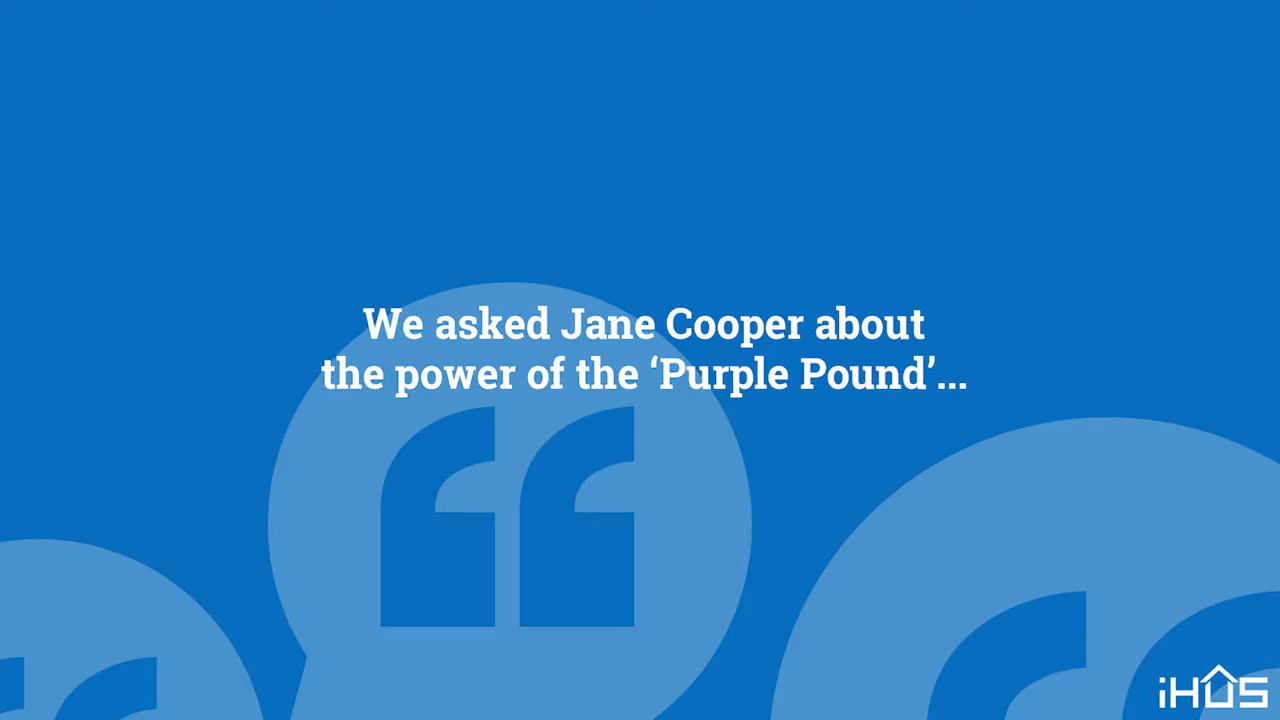 We asked Jane Cooper about
the power of the ‘Purple Pound’...
iHUS